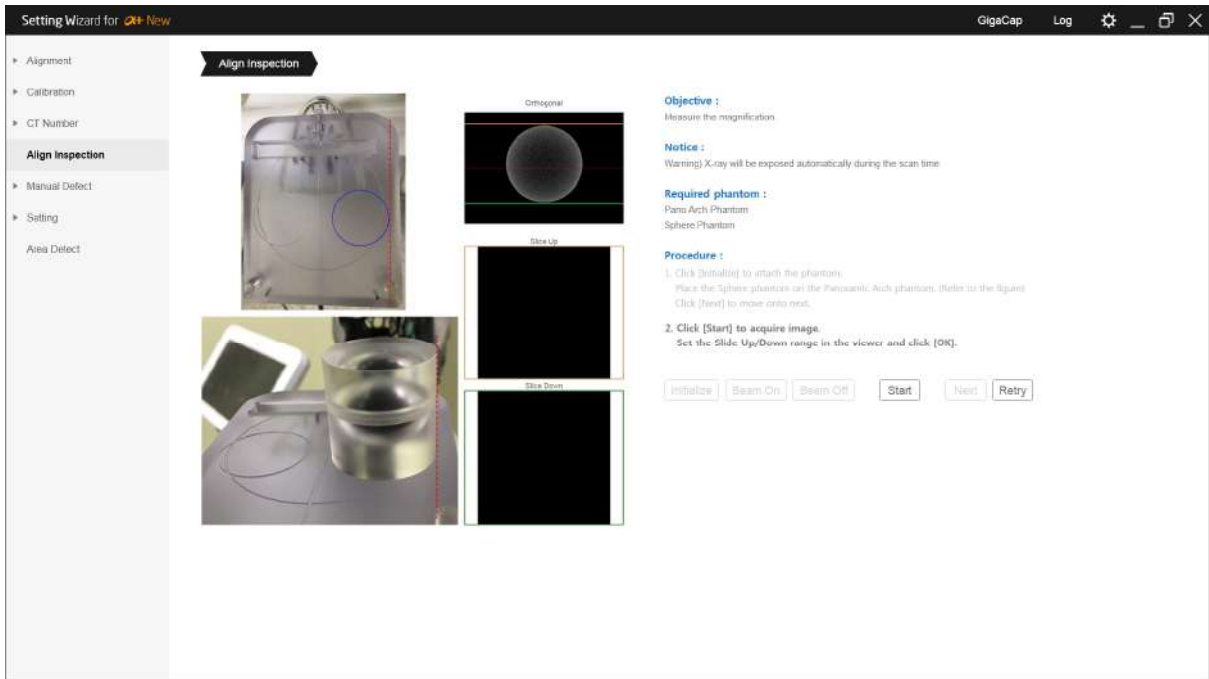 Setting Wizard for α+ New
GigaCap
Log
Alignment
Calibration
CT Number
Align Inspection
Manual Defect
Setting
Area Detect
Align Inspection
Orthogonal
Slice Up
Slice Down
Objective :
Measure the magnification
Notice :
Warning) X-ray will be exposed automatically during the scan time
Required phantom :
Pano Arch Phantom
Sphere Phantom
Procedure :
1. Click [Initialize] to attach the phantom.
Place the Sphere phantom on the Panoramic Arch phantom. (Refer to the figure)
Click [Next] to move onto next.
2. Click [Start] to acquire image.
Set the Slide Up/Down range in the viewer and click [OK].
Initialize
Beam On
Beam Off
Start
Next
Retry